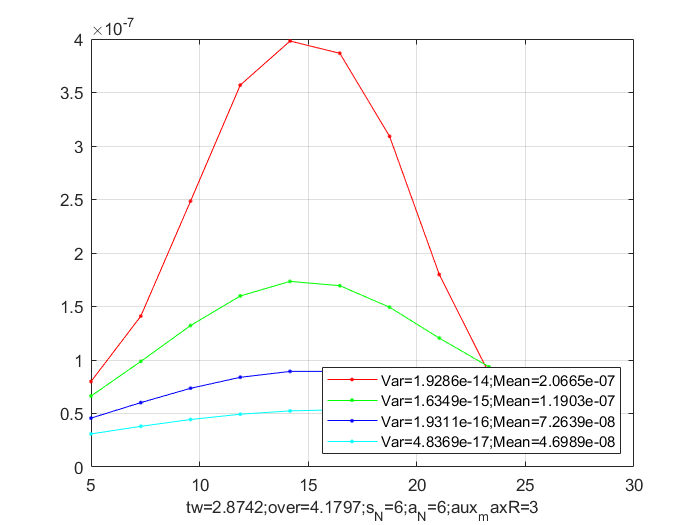 ×10-7
4
3.5
3
2.5
2
1.5
1
0.5
0
5 10 15 20 25 30
Var=1.9286e-14;Mean=2.0665e-07
Var=1.6349e-15;Mean=1.1903e-07
Var=1.9311e-16;Mean=7.2639e-08
Var=4.8369e-17;Mean=4.6989e-08
tw=2.8742;over=4.1797;sN=6;aN=6;auxmaxR=3